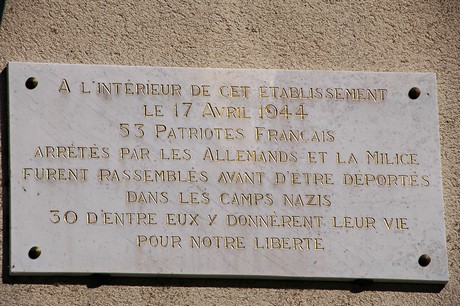 A L'INTÉRIEUR DE CET ÉTABLISSEMENT
LE 17 AVRIL 1944
53 PATRIOTES FRANÇAIS
ARRÊTÉS PAR LES ALLEMANDS ET LA MILICE
FURENT RASSEMBLÉS AVANT D'ÊTRE DÉPORTÉS
DANS LES CAMPS NAZIS
30 D'ENTRE EUX Y DONNÈRENT LEUR VIE
POUR NOTRE LIBERTÉ